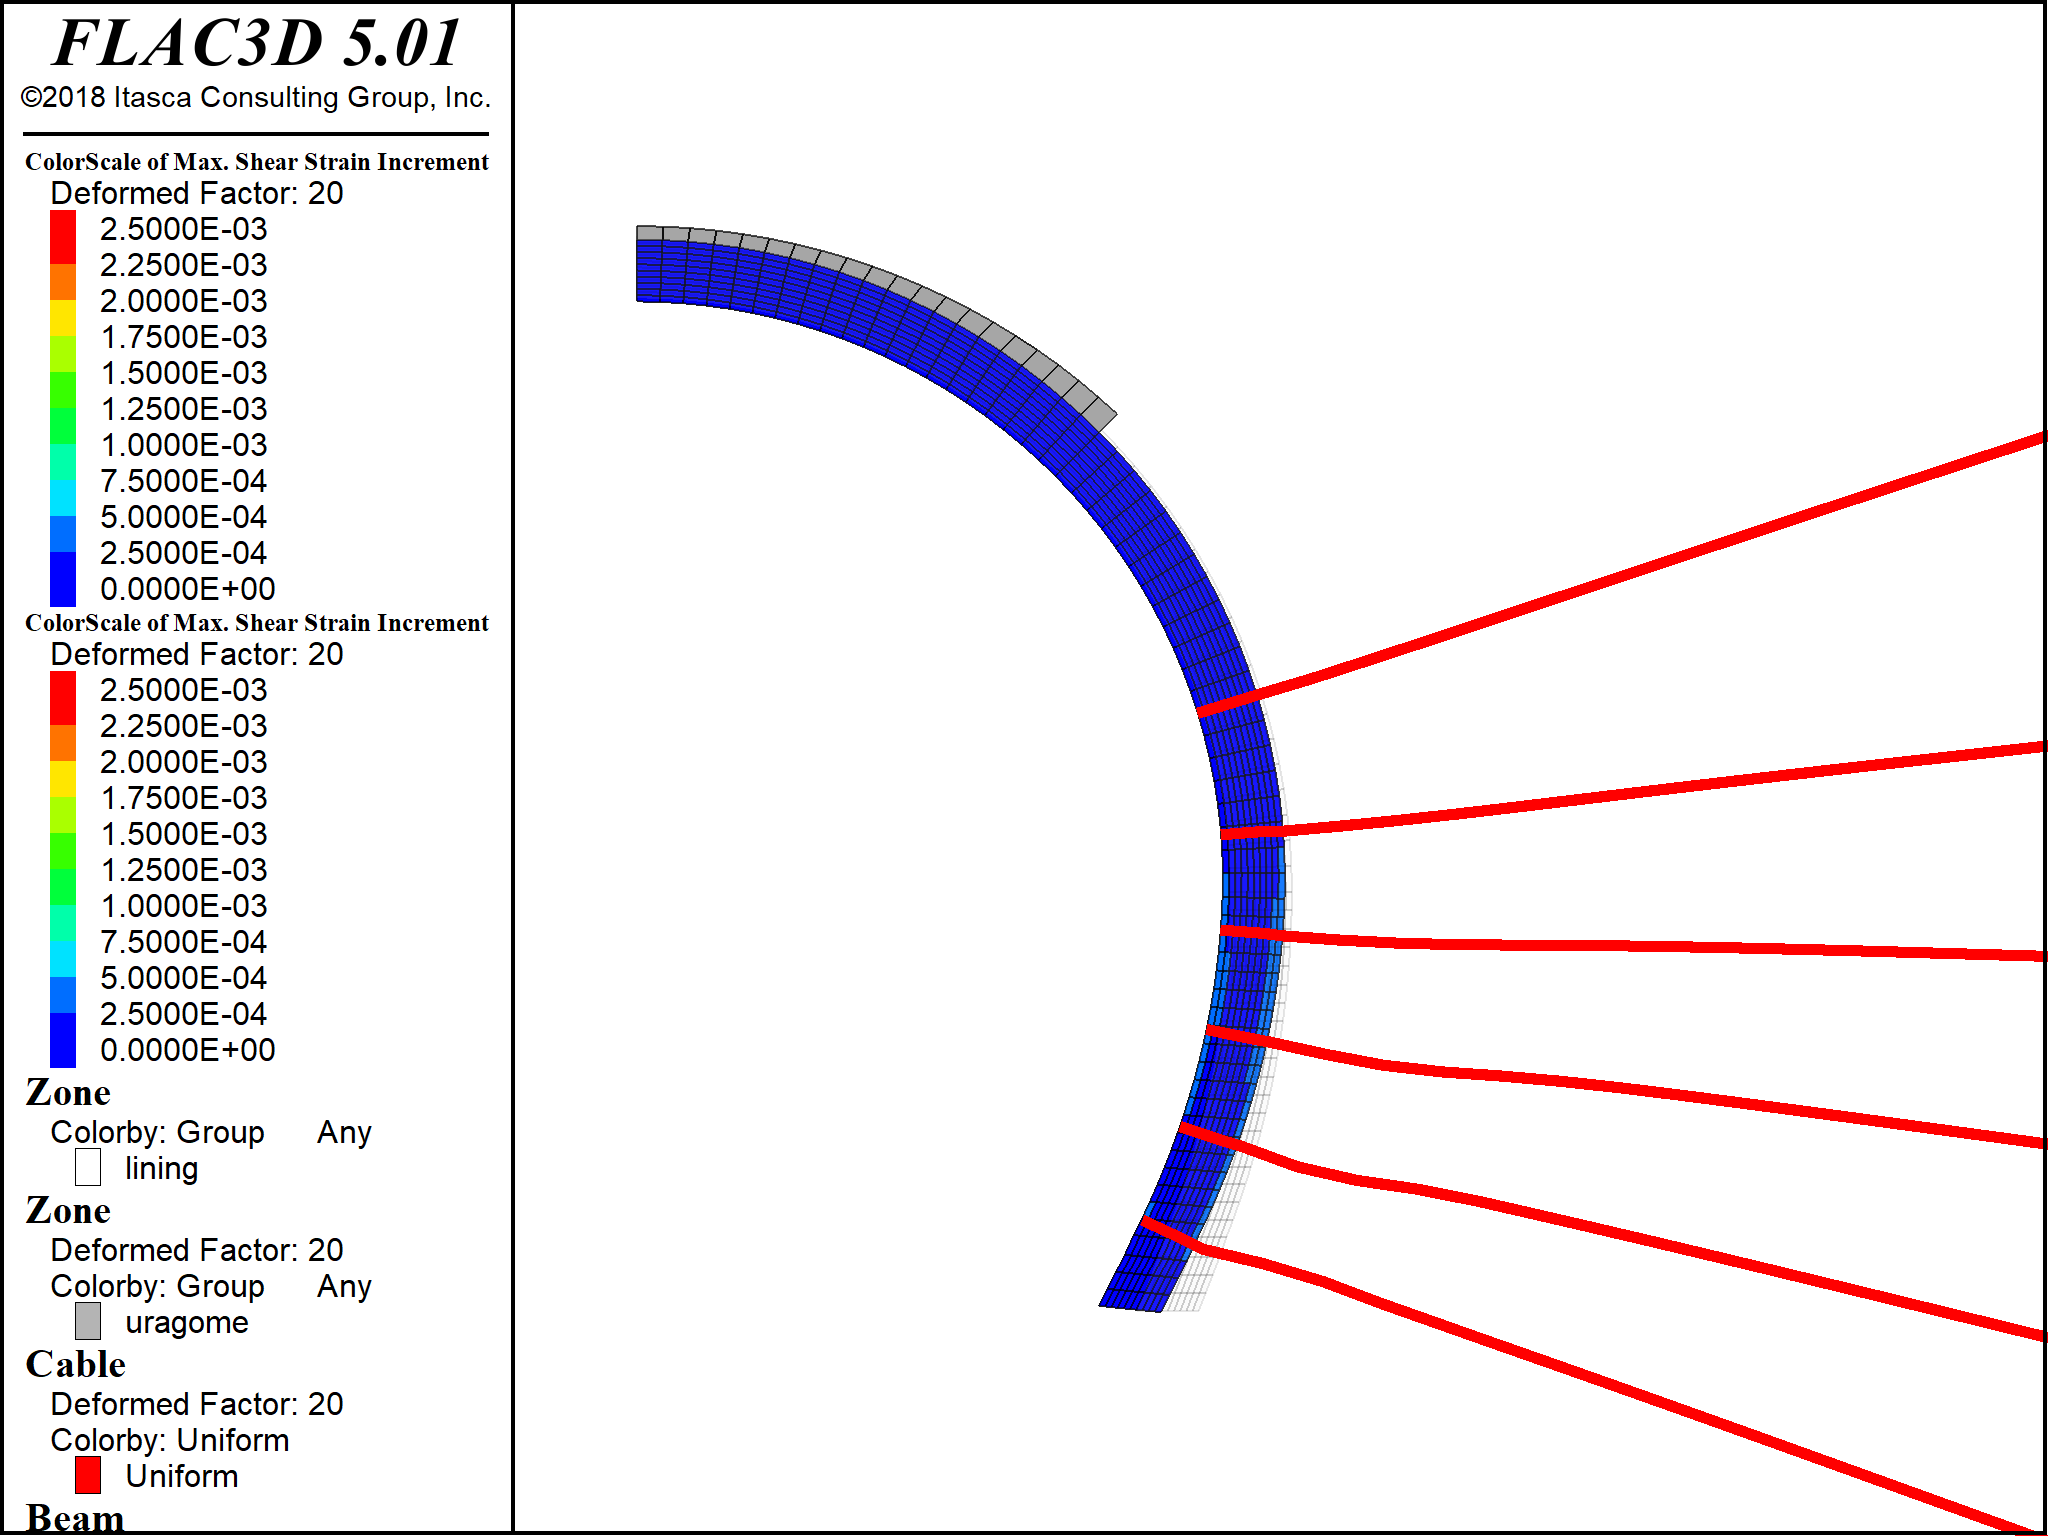 FLAC3D 5.01
©2018 Itasca Consulting Group, Inc.
ColorScale of Max. Shear Strain Increment
Deformed Factor: 20
2.5000E-03
2.2500E-03
2.0000E-03
1.7500E-03
1.5000E-03
1.2500E-03
1.0000E-03
7.5000E-04
5.0000E-04
2.5000E-04
0.0000E+00
ColorScale of Max. Shear Strain Increment
Deformed Factor: 20
2.5000E-03
2.2500E-03
2.0000E-03
1.7500E-03
1.5000E-03
1.2500E-03
1.0000E-03
7.5000E-04
5.0000E-04
2.5000E-04
0.0000E+00
Zone
Colorby: Group Any
lining
Zone
Deformed Factor: 20
Colorby: Group Any
uragome
Cable
Deformed Factor: 20
Colorby: Uniform
Uniform
Beam